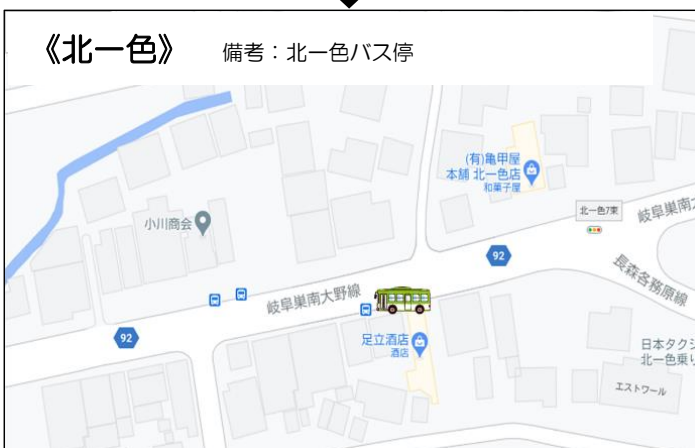 《北一色》 備考：北一色バス停
(有)亀甲屋
本舗 北一色店
和菓子屋
小川商会
北一色7東
岐阜巣南大
92
長森各務原線
岐阜巣南大野線
92
足立酒店
酒店
日本タクシ
北一色乗り
エストワール